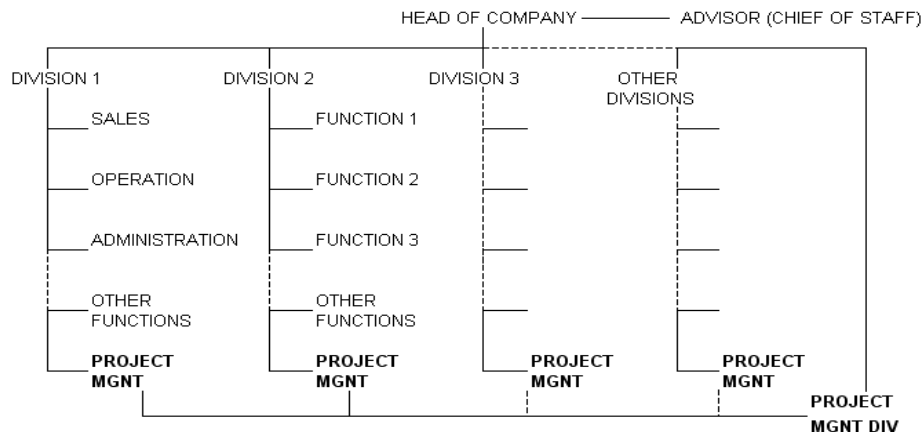 HEAD OF COMPANY ADVISOR (CHIEF OF STAFF)
DIVISION 1 DIVISION 2 DIVISION 3 OTHER
DIVISIONS
SALES FUNCTION 1
OPERATION FUNCTION 2
ADMINISTRATION FUNCTION 3
OTHER
FUNCTIONS
OTHER
FUNCTIONS
PROJECT
MGNT
PROJECT
MGNT
PROJECT
MGNT
PROJECT
MGNT
PROJECT
MGNT DIV